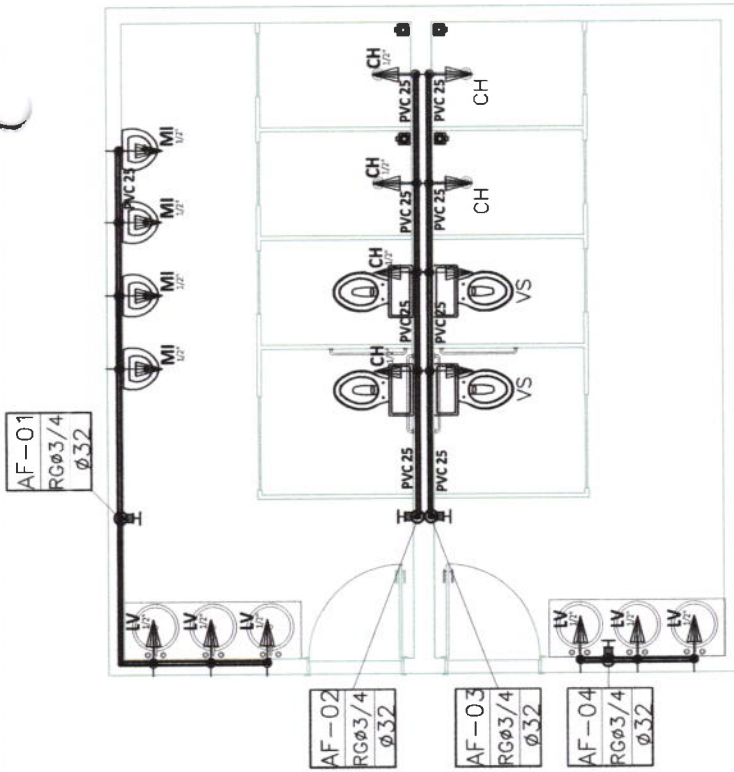 AF-01
RGø3/4
ø32
MI
1/2"
MI
1/2"
MI
1/2"
MI
1/2"
PVC 25
LV
1/2"
LV
1/2"
LV
1/2"
CH
1/2"
CH
1/2"
CH
1/2"
CH
1/2"
PVC 25
PVC 25
PVC 25
PVC 25
PVC 25
PVC 25
PVC 25
PVC 25
VS
VS
CH
CH
AF-02
RGø3/4
ø32
AF-03
RGø3/4
ø32
AF-04
RGø3/4
ø32
LV
1/2"
LV
1/2"
LV
1/2"